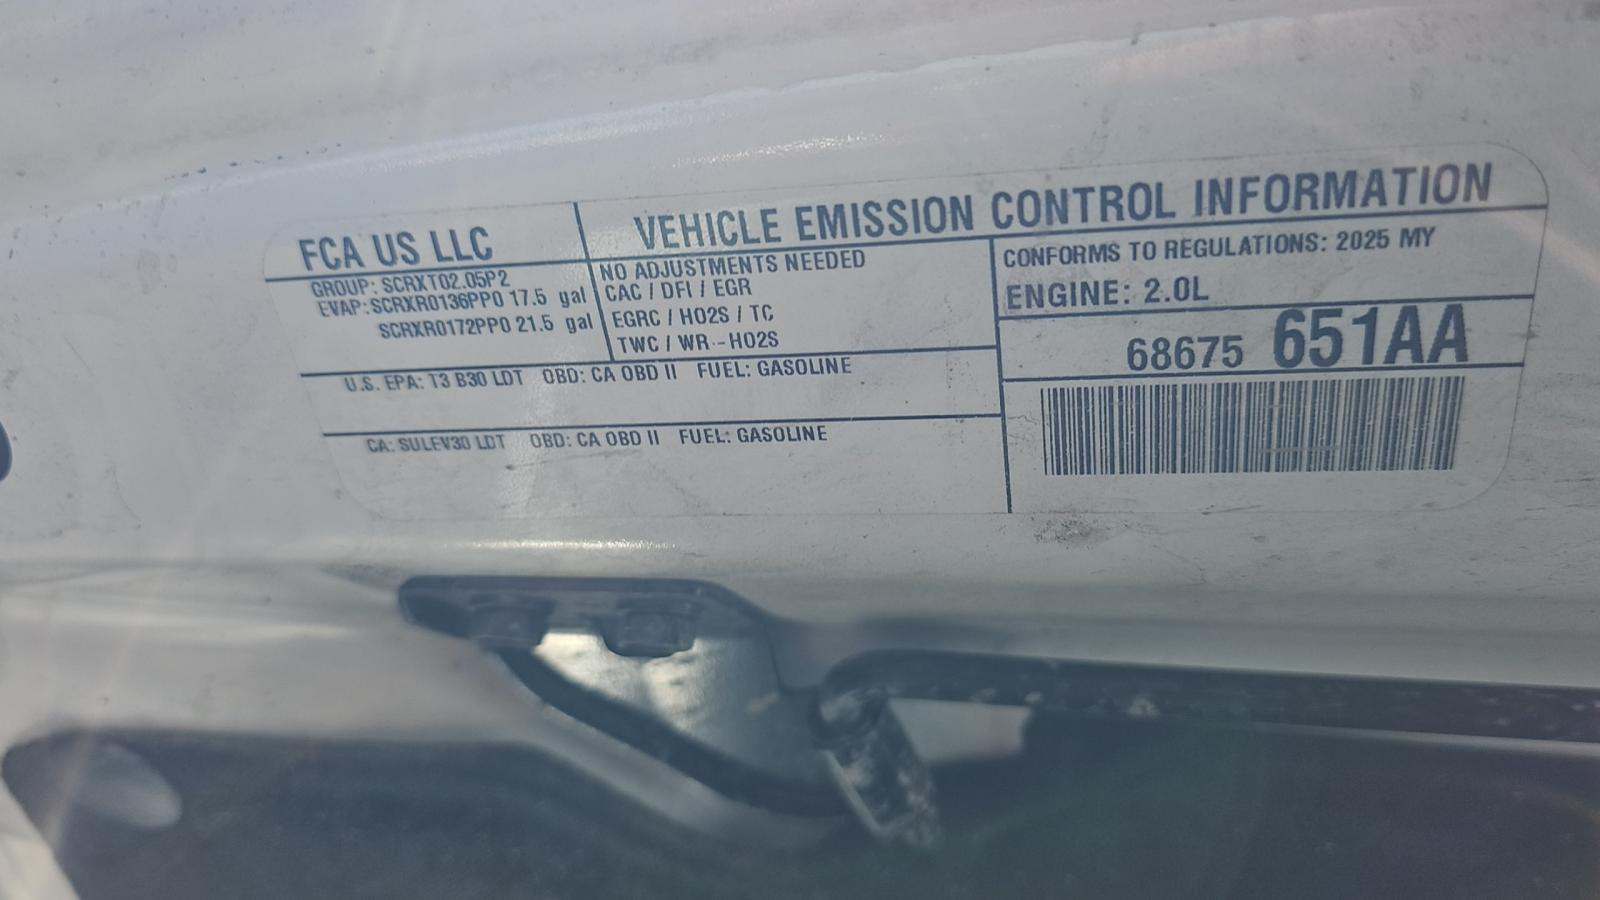 FCA US LLC
VEHICLE EMISSION CONTROL INFORMATION
GROUP: SCRXT02.05P2
EVAP: SCRXR0136PP0 17.5 gal
SCRXR0172PP0 21.5 gal
NO ADJUSTMENTS NEEDED
CAC / DFI / EGR
EGRC / HO2S / TC
TWC / WR-HO2S
CONFORMS TO REGULATIONS: 2025 MY
ENGINE: 2.0L
68675 651AA
U.S. EPA: T3 B30 LDT OBD: CA OBD II FUEL: GASOLINE
CA: SULEV30 LDT OBD: CA OBD II FUEL: GASOLINE